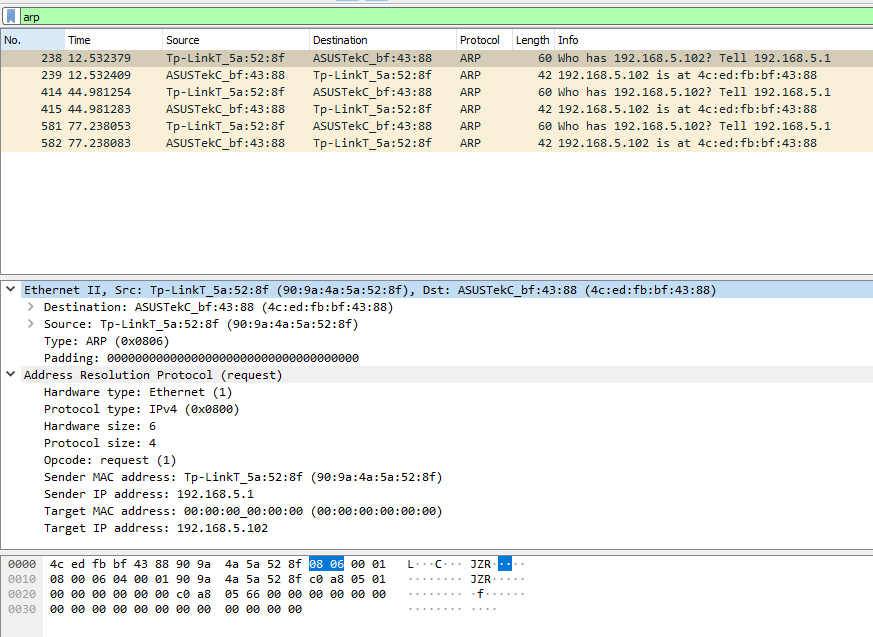 arp
No. Time Source Destination Protocol Length Info
238 12.532379 Tp-LinkT_5a:52:8f ASUSTekC_bf:43:88 ARP 60 Who has 192.168.5.102? Tell 192.168.5.1
239 12.532409 ASUSTekC_bf:43:88 Tp-LinkT_5a:52:8f ARP 42 192.168.5.102 is at 4c:ed:fb:bf:43:88
414 44.981254 Tp-LinkT_5a:52:8f ASUSTekC_bf:43:88 ARP 60 Who has 192.168.5.102? Tell 192.168.5.1
415 44.981283 ASUSTekC_bf:43:88 Tp-LinkT_5a:52:8f ARP 42 192.168.5.102 is at 4c:ed:fb:bf:43:88
581 77.238053 Tp-LinkT_5a:52:8f ASUSTekC_bf:43:88 ARP 60 Who has 192.168.5.102? Tell 192.168.5.1
582 77.238083 ASUSTekC_bf:43:88 Tp-LinkT_5a:52:8f ARP 42 192.168.5.102 is at 4c:ed:fb:bf:43:88
Ethernet II, Src: Tp-LinkT_5a:52:8f (90:9a:4a:5a:52:8f), Dst: ASUSTekC_bf:43:88 (4c:ed:fb:bf:43:88)
Destination: ASUSTekC_bf:43:88 (4c:ed:fb:bf:43:88)
Source: Tp-LinkT_5a:52:8f (90:9a:4a:5a:52:8f)
Type: ARP (0x0806)
Padding: 000000000000000000000000000000000000
Address Resolution Protocol (request)
Hardware type: Ethernet (1)
Protocol type: IPv4 (0x0800)
Hardware size: 6
Protocol size: 4
Opcode: request (1)
Sender MAC address: Tp-LinkT_5a:52:8f (90:9a:4a:5a:52:8f)
Sender IP address: 192.168.5.1
Target MAC address: 00:00:00_00:00:00 (00:00:00:00:00:00)
Target IP address: 192.168.5.102
0000 4c ed fb bf 43 88 90 9a 4a 5a 52 8f 08 06 00 01 L···C··· JZR·····
0010 08 00 06 04 00 01 90 9a 4a 5a 52 8f c0 a8 05 01 ········ JZR·····
0020 00 00 00 00 00 00 c0 a8 05 66 00 00 00 00 00 00 ········ ·f······
0030 00 00 00 00 00 00 00 00 00 00 00 00 ········ ····